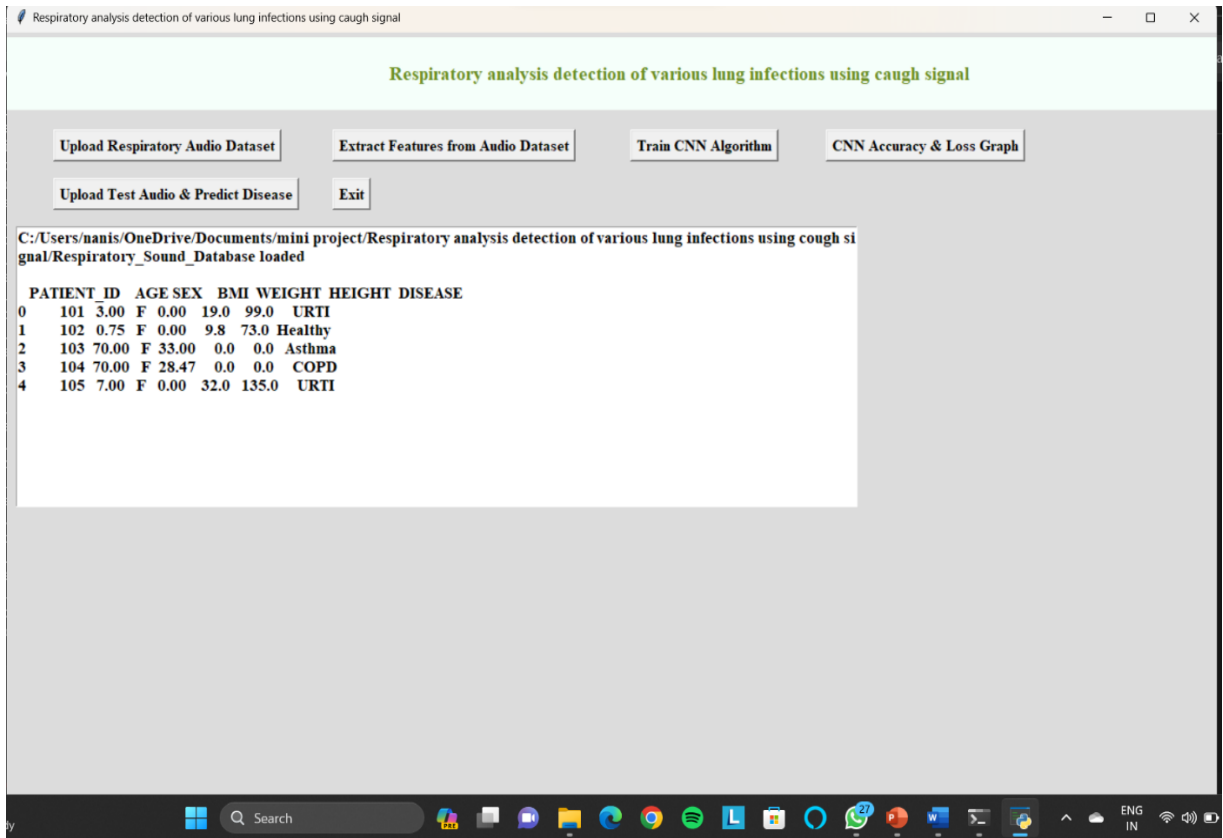 Respiratory analysis detection of various lung infections using caugh signal
Respiratory analysis detection of various lung infections using caugh signal
Upload Respiratory Audio Dataset Extract Features from Audio Dataset Train CNN Algorithm CNN Accuracy & Loss Graph
Upload Test Audio & Predict Disease Exit
C:/Users/nanis/OneDrive/Documents/mini project/Respiratory analysis detection of various lung infections using cough si
gnal/Respiratory_Sound_Database loaded
PATIENT_ID AGE SEX BMI WEIGHT HEIGHT DISEASE
0 101 3.00 F 0.00 19.0 99.0 URTI
1 102 0.75 F 0.00 9.8 73.0 Healthy
2 103 70.00 F 33.00 0.0 0.0 Asthma
3 104 70.00 F 28.47 0.0 0.0 COPD
4 105 7.00 F 0.00 32.0 135.0 URTI
Search PRE L 27 P W ENG
IN